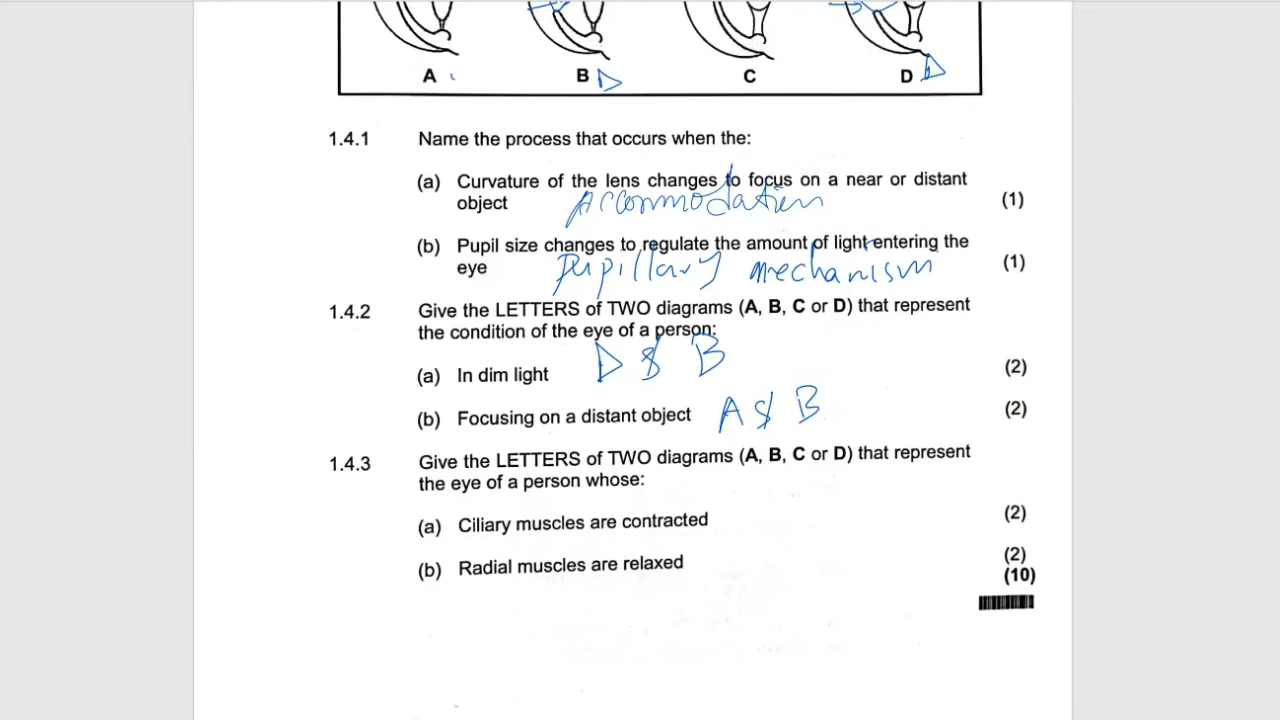 A B D C D D
1.4.1 Name the process that occurs when the:
(a) Curvature of the lens changes to focus on a near or distant
object Accommodation (1)
(b) Pupil size changes to regulate the amount of light entering the
eye Pupillary mechanism (1)
1.4.2 Give the LETTERS of TWO diagrams (A, B, C or D) that represent
the condition of the eye of a person:
(a) In dim light D & B (2)
(b) Focusing on a distant object A & B (2)
1.4.3 Give the LETTERS of TWO diagrams (A, B, C or D) that represent
the eye of a person whose:
(a) Ciliary muscles are contracted (2)
(b) Radial muscles are relaxed (2)
(10)